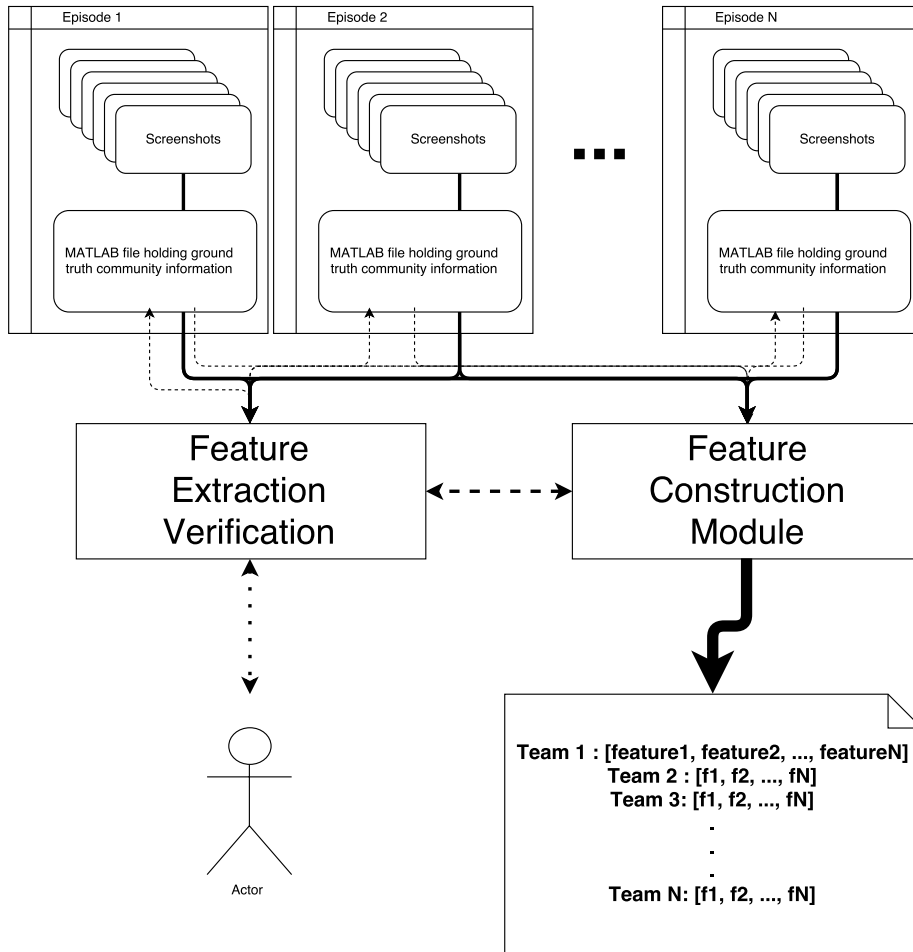 Episode 1
Screenshots
MATLAB file holding ground
truth community information
Episode 2
Screenshots
MATLAB file holding ground
truth community information
Episode N
Screenshots
MATLAB file holding ground
truth community information
Feature
Extraction
Verification
Feature
Construction
Module
Actor
Team 1 : [feature1, feature2, ..., featureN]
Team 2 : [f1, f2, ..., fN]
Team 3: [f1, f2, ..., fN]
.
.
.
Team N: [f1, f2, ..., fN]